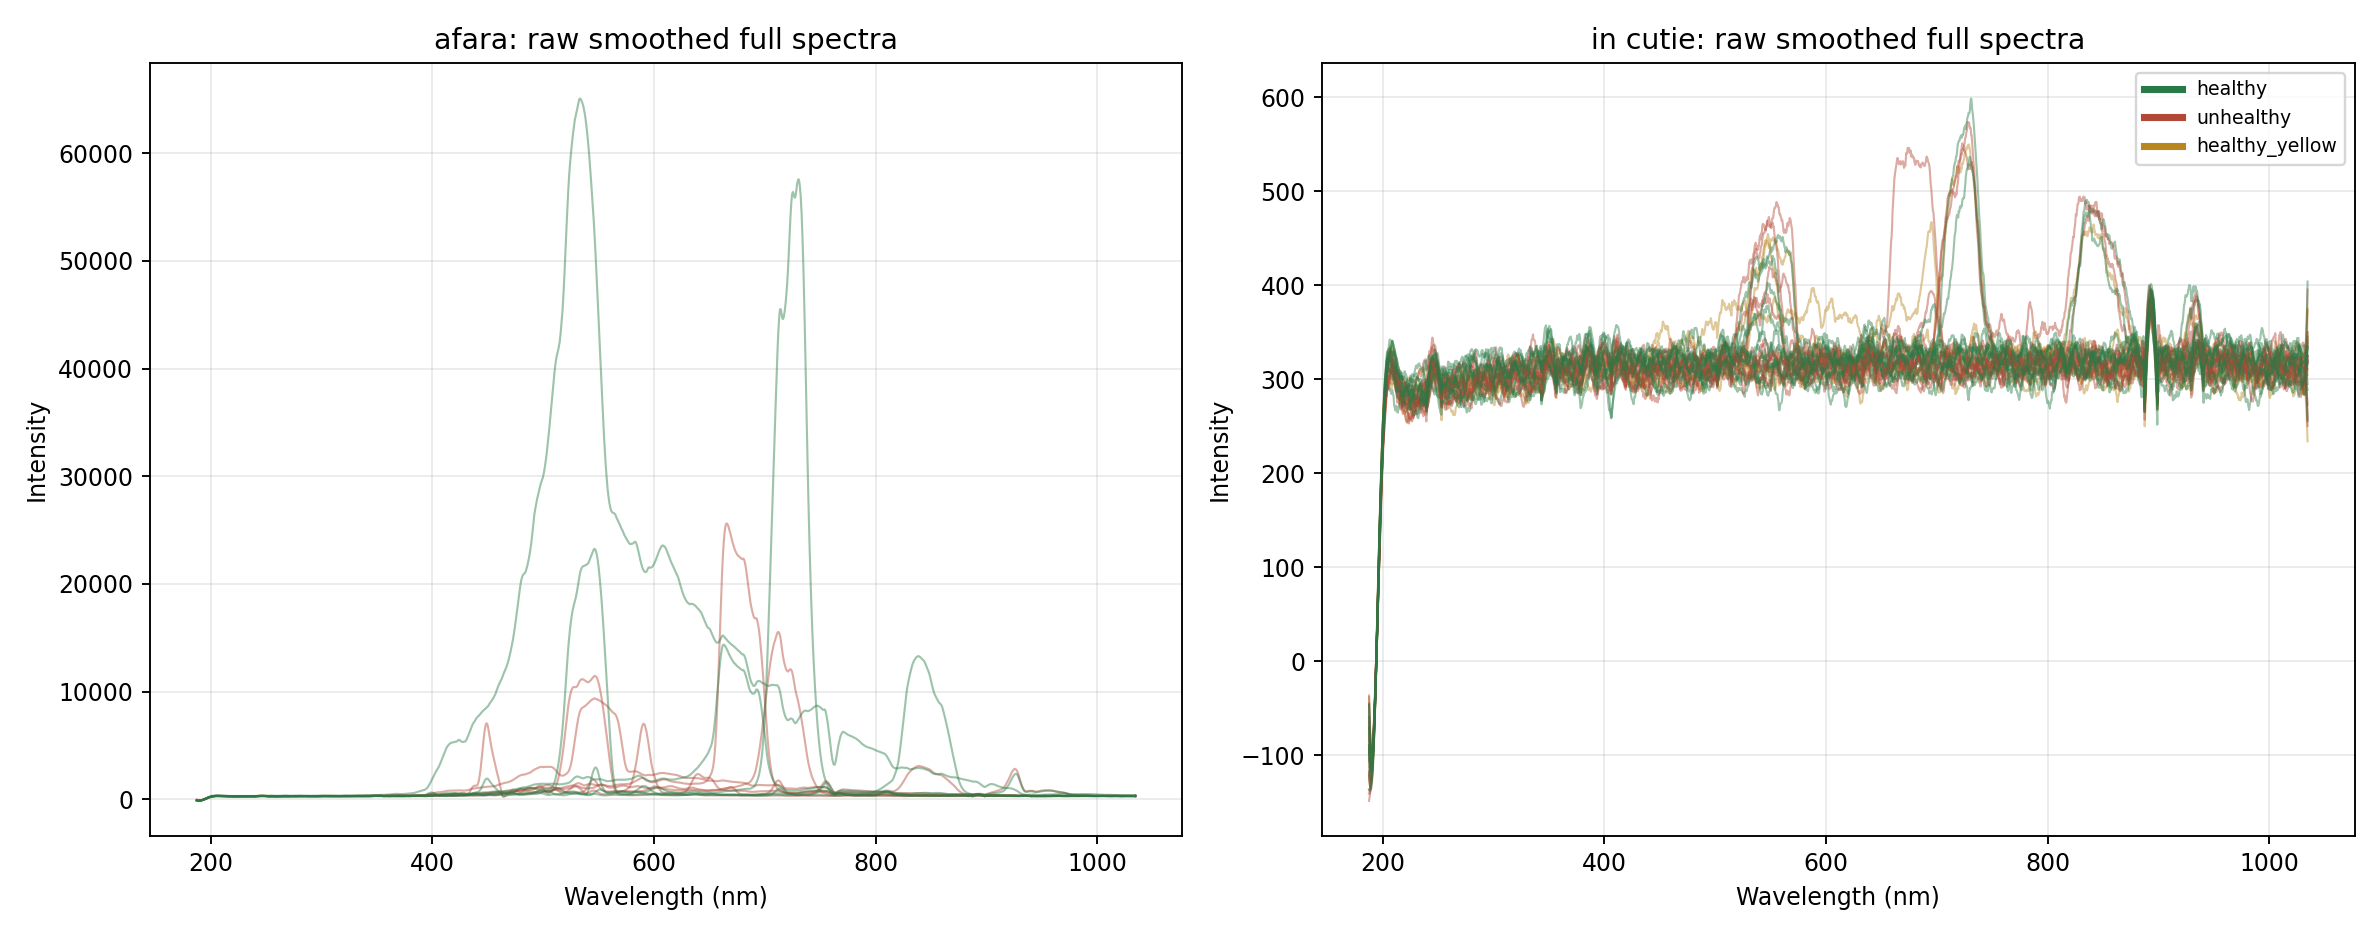 afara: raw smoothed full spectra
Intensity
60000
50000
40000
30000
20000
10000
0
200
400
600
800
1000
Wavelength (nm)
in cutie: raw smoothed full spectra
Intensity
600
500
400
300
200
100
0
−100
200
400
600
800
1000
Wavelength (nm)
healthy
unhealthy
healthy_yellow